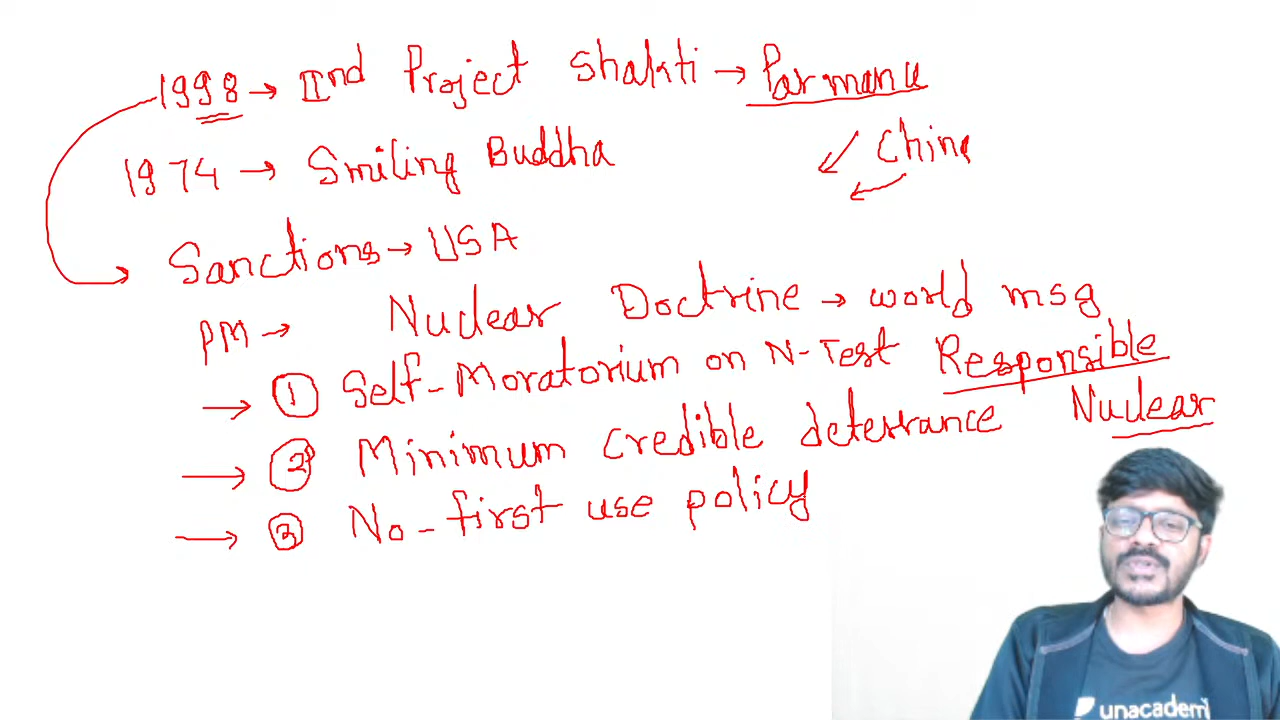 1998 → IInd Project Shakti → Parmanu
China
1974 → Smiling Buddha
Sanctions → USA
PM → Nuclear Doctrine → world msg
→ ① Self-Moratorium on N-Test Responsible
→ ② Minimum credible deterrance Nuclear
→ ③ No-first use policy
unacadem